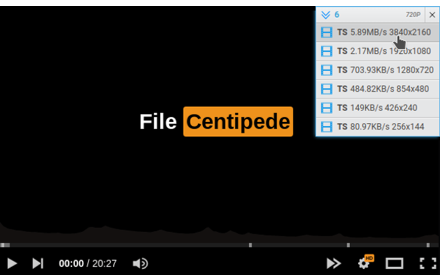 6 720P ×
TS 5.89MB/s 3840x2160
TS 2.17MB/s 1920x1080
TS 703.93KB/s 1280x720
TS 484.82KB/s 854x480
TS 149KB/s 426x240
TS 80.97KB/s 256x144
File Centipede
00:00 / 20:27 HD